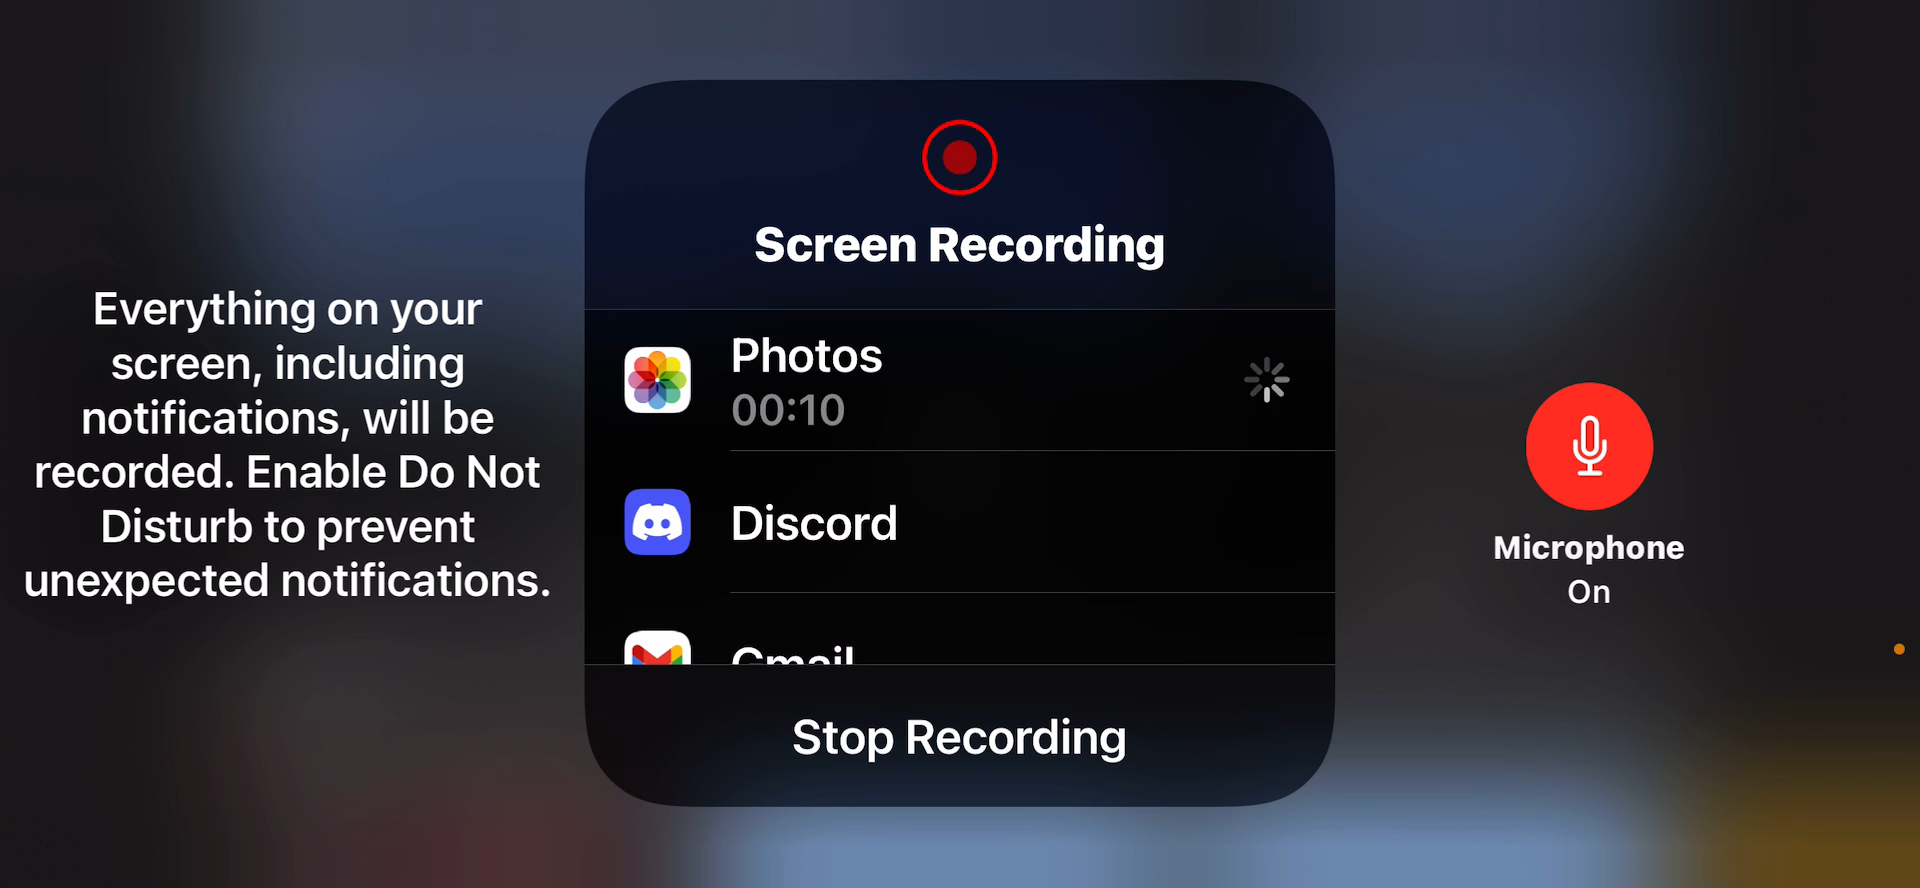 Everything on your
screen, including
notifications, will be
recorded. Enable Do Not
Disturb to prevent
unexpected notifications.
Screen Recording
Photos
00:10
Discord
Gmail
Stop Recording
Microphone
On